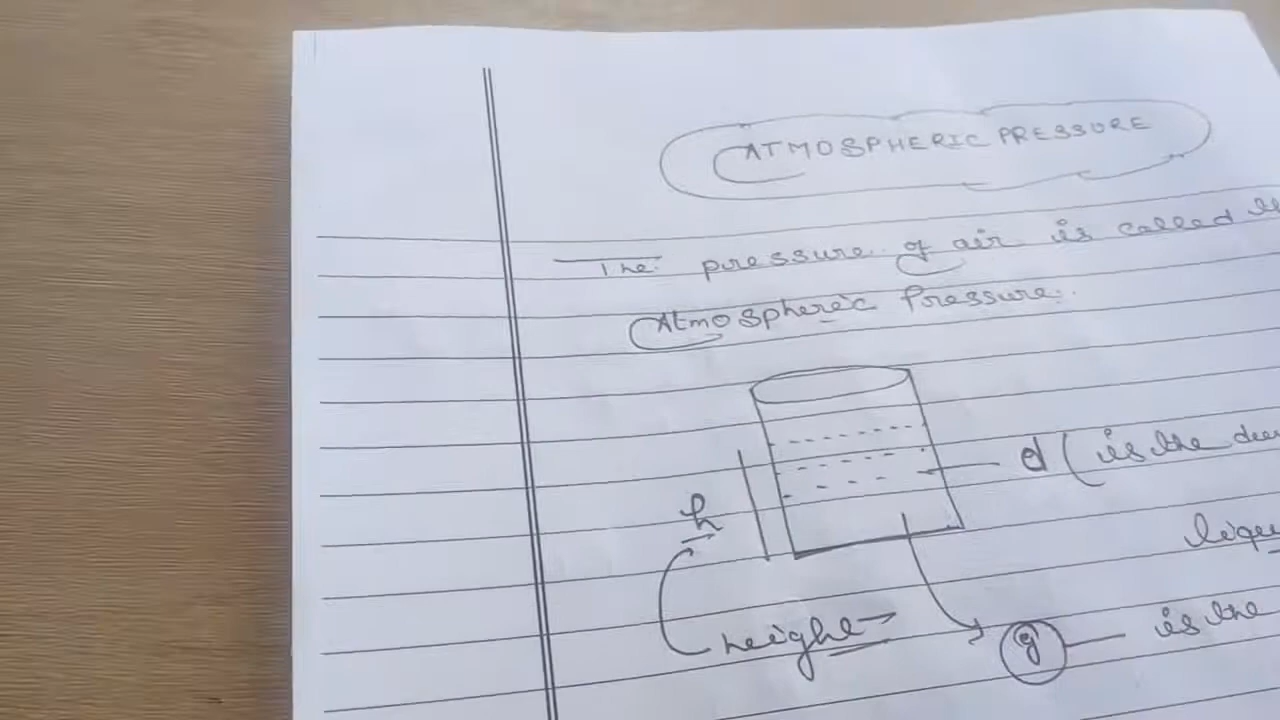 ATMOSPHERIC PRESSURE
The pressure of air is called
Atmospheric Pressure.
d ( is the
h
height
g is the